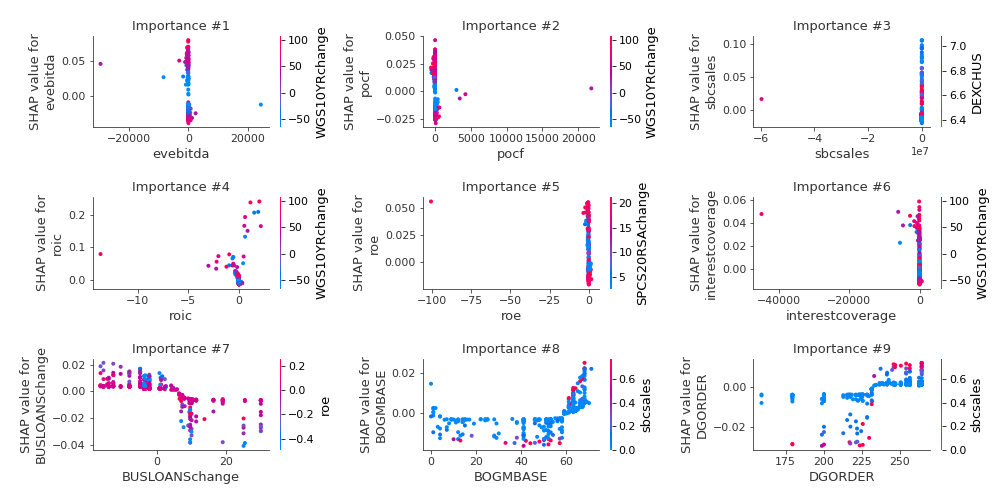 Importance #1
SHAP value for
evebitda
0.05
0.00
−20000
0
20000
evebitda
100
50
0
−50
WGS10YRchange
Importance #2
SHAP value for
pocf
0.050
0.025
0.000
−0.025
0
5000
10000
15000
20000
pocf
100
50
0
−50
WGS10YRchange
Importance #3
SHAP value for
sbcsales
0.10
0.05
0.00
−6
−4
−2
0
1e7
sbcsales
7.0
6.8
6.6
6.4
DEXCHUS
Importance #4
SHAP value for
roic
0.2
0.1
0.0
−10
−5
0
roic
100
50
0
−50
WGS10YRchange
Importance #5
SHAP value for
roe
0.050
0.025
0.000
−100
−75
−50
−25
0
roe
20
15
10
5
SPCS20RSAchange
Importance #6
SHAP value for
interestcoverage
0.06
0.04
0.02
0.00
−40000
−20000
0
interestcoverage
100
50
0
−50
WGS10YRchange
Importance #7
SHAP value for
BUSLOANSchange
0.02
0.00
−0.02
−0.04
0
20
BUSLOANSchange
0.2
0.0
−0.2
−0.4
roe
Importance #8
SHAP value for
BOGMBASE
0.02
0.00
0
20
40
60
BOGMBASE
0.6
0.4
0.2
0.0
sbcsales
Importance #9
SHAP value for
DGORDER
0.00
−0.02
175
200
225
250
DGORDER
0.6
0.4
0.2
0.0
sbcsales